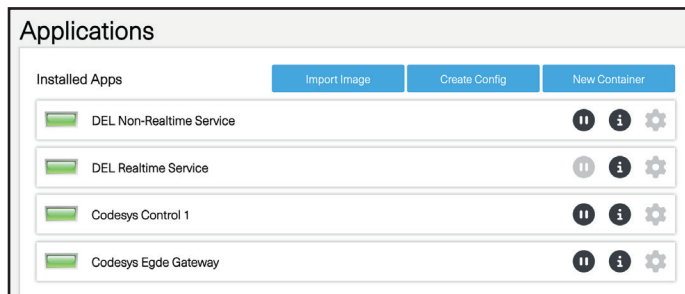 Applications
Installed Apps Import Image Create Config New Container
DEL Non-Realtime Service
DEL Realtime Service
Codesys Control 1
Codesys Egde Gateway